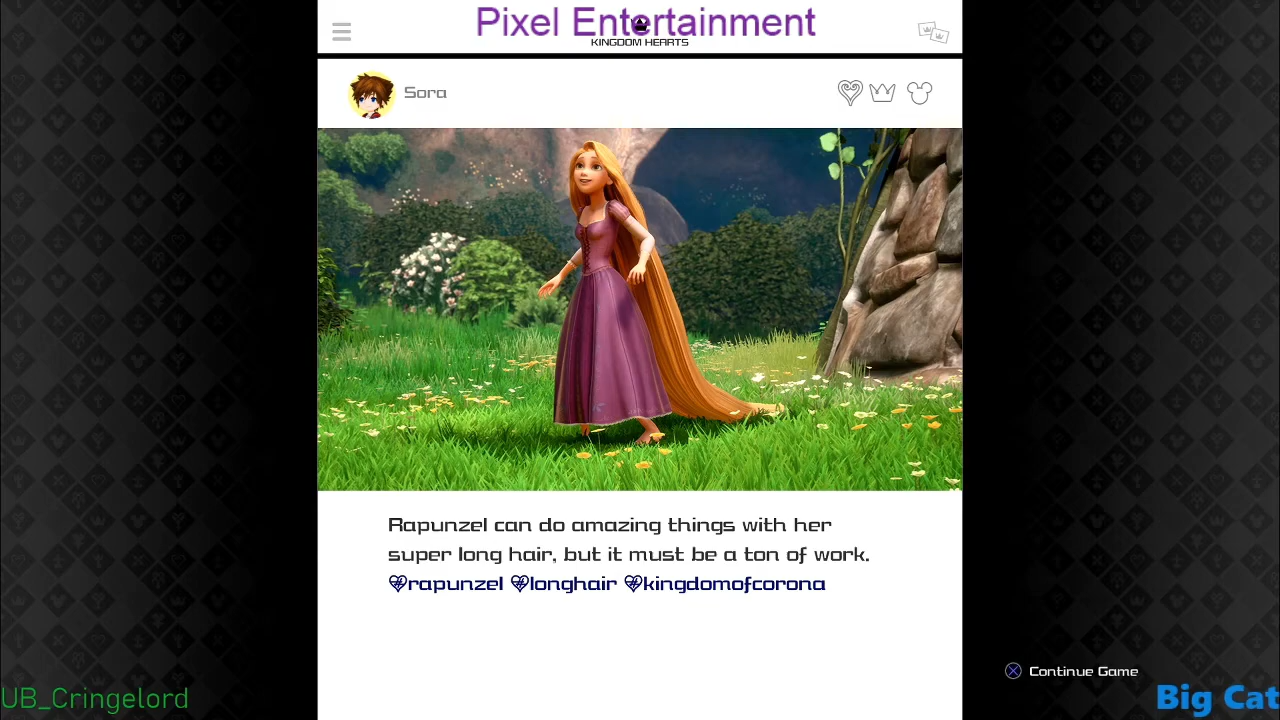 Pixel Entertainment
KINGDOM HEARTS
Sora
Rapunzel can do amazing things with her
super long hair, but it must be a ton of work.
#rapunzel #longhair #kingdomofcorona
Continue Game
UB_Cringelord
Big Cat